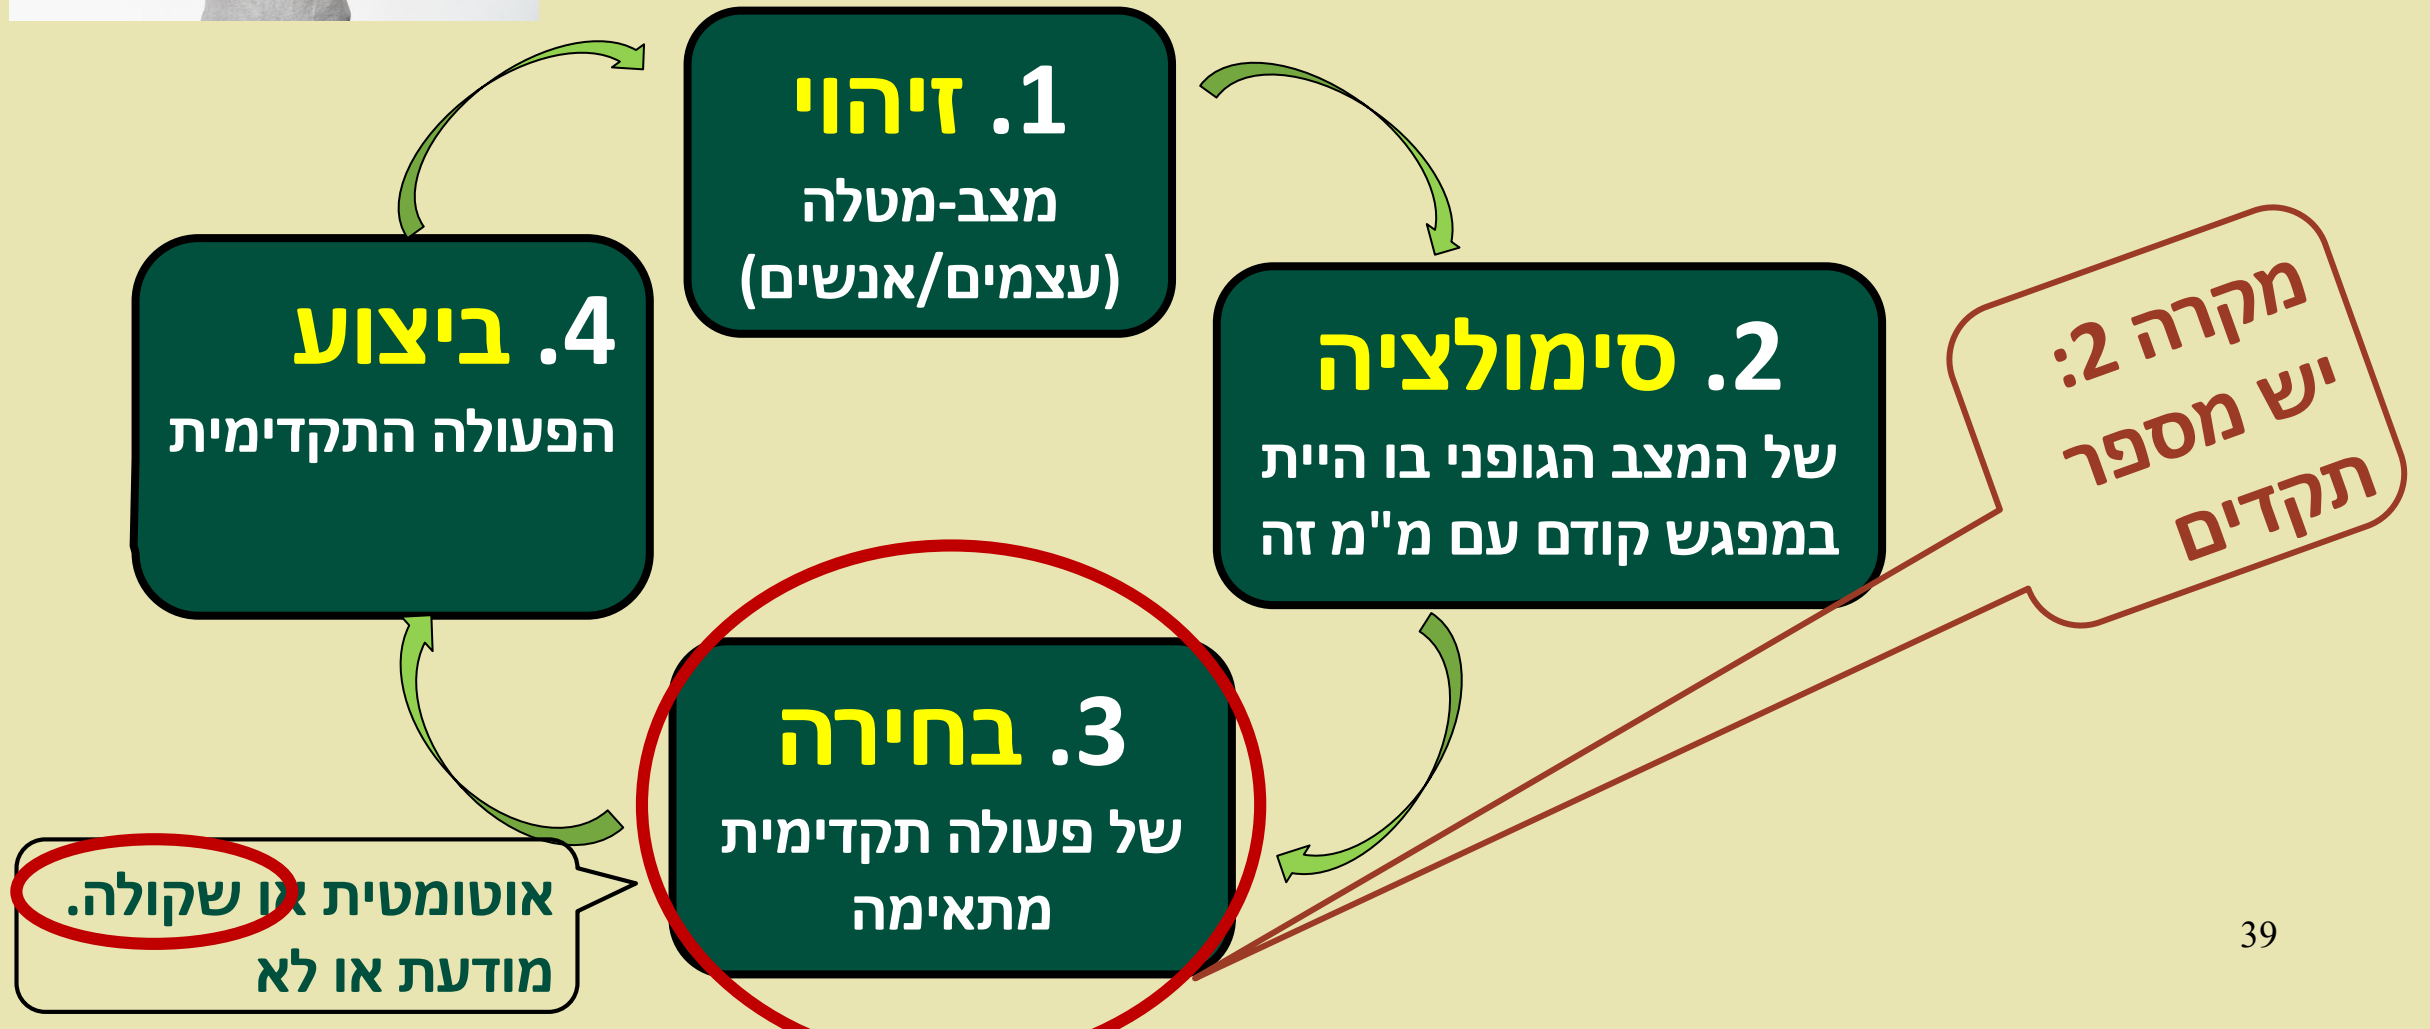 1. זיהוי
מצב-מטלה
(עצמים/אנשים)
2. סימולציה
של המצב הגופני בו היית
במפגש קודם עם מ"מ זה
3. בחירה
של פעולה תקדימית
מתאימה
4. ביצוע
הפעולה התקדימית
מקרה 2:
יש מספר
תקדים
אוטומטית או שקולה.
מודעת או לא
39